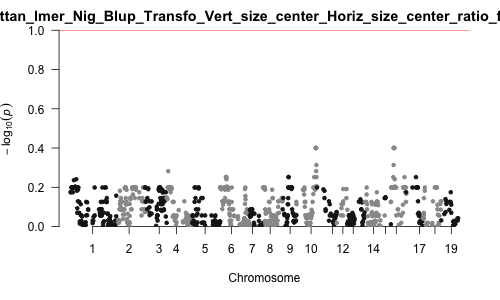 ttan_lmer_Nig_Blup_Transfo_Vert_size_center_Horiz_size_center_ratio_f
1.0
0.8
0.6
0.4
0.2
0.0
− log10(p)
1 2 3 4 5 6 7 8 9 10 12 14 17 19
Chromosome